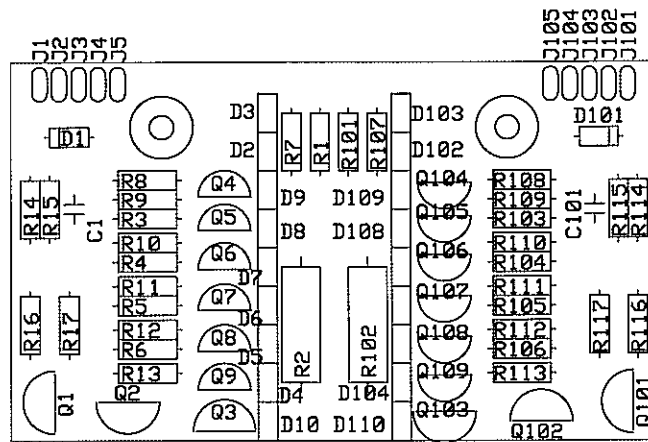 J1 J2 J3 J4 J5 J105 J104 J103 J102 J101
D3 D103 D101
D1 D2 R7 R1 R101 R107 D102
R8 Q4 Q104 R108
R14 R15 R9 D9 D109 R109 R115 R114
C1 R3 Q5 Q105 R103 C101
R10 D8 D108 R110
R4 Q6 Q106 R104
R11 D7 R111
R5 Q7 Q107 R105
R16 R17 D6 R117 R116
R12 Q8 Q108 R112
R6 D5 R2 R102 R106
R13 Q9 Q109 R113
Q1 Q2 D4 D104 Q101
Q3 D10 D110 Q103 Q102